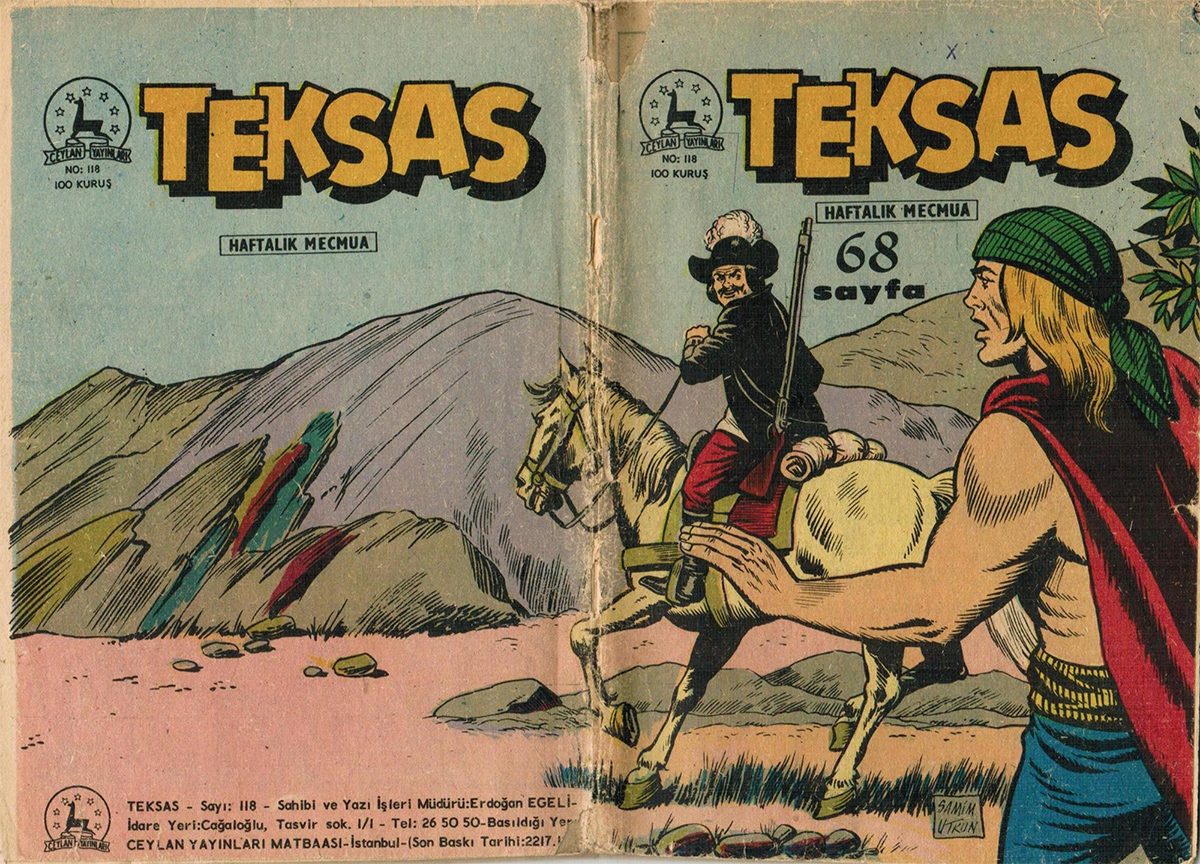 CEYLAN YAYINLARI
NO: 118
100 KURUŞ
TEKSAS
HAFTALIK MECMUA
TEKSAS - Sayı: 118 - Sahibi ve Yazı İşleri Müdürü:Erdoğan EGELİ-
İdare Yeri:Cağaloğlu, Tasvir sok. 1/1 - Tel: 26 50 50-Basıldığı
CEYLAN YAYINLARI MATBAASI-İstanbul-(Son Baskı Tarihi:2217.
CEYLAN YAYINLARI
CEYLAN YAYINLARI
NO: 118
100 KURUŞ
X
TEKSAS
HAFTALIK MECMUA
68
sayfa
SAMİM
UTKUN